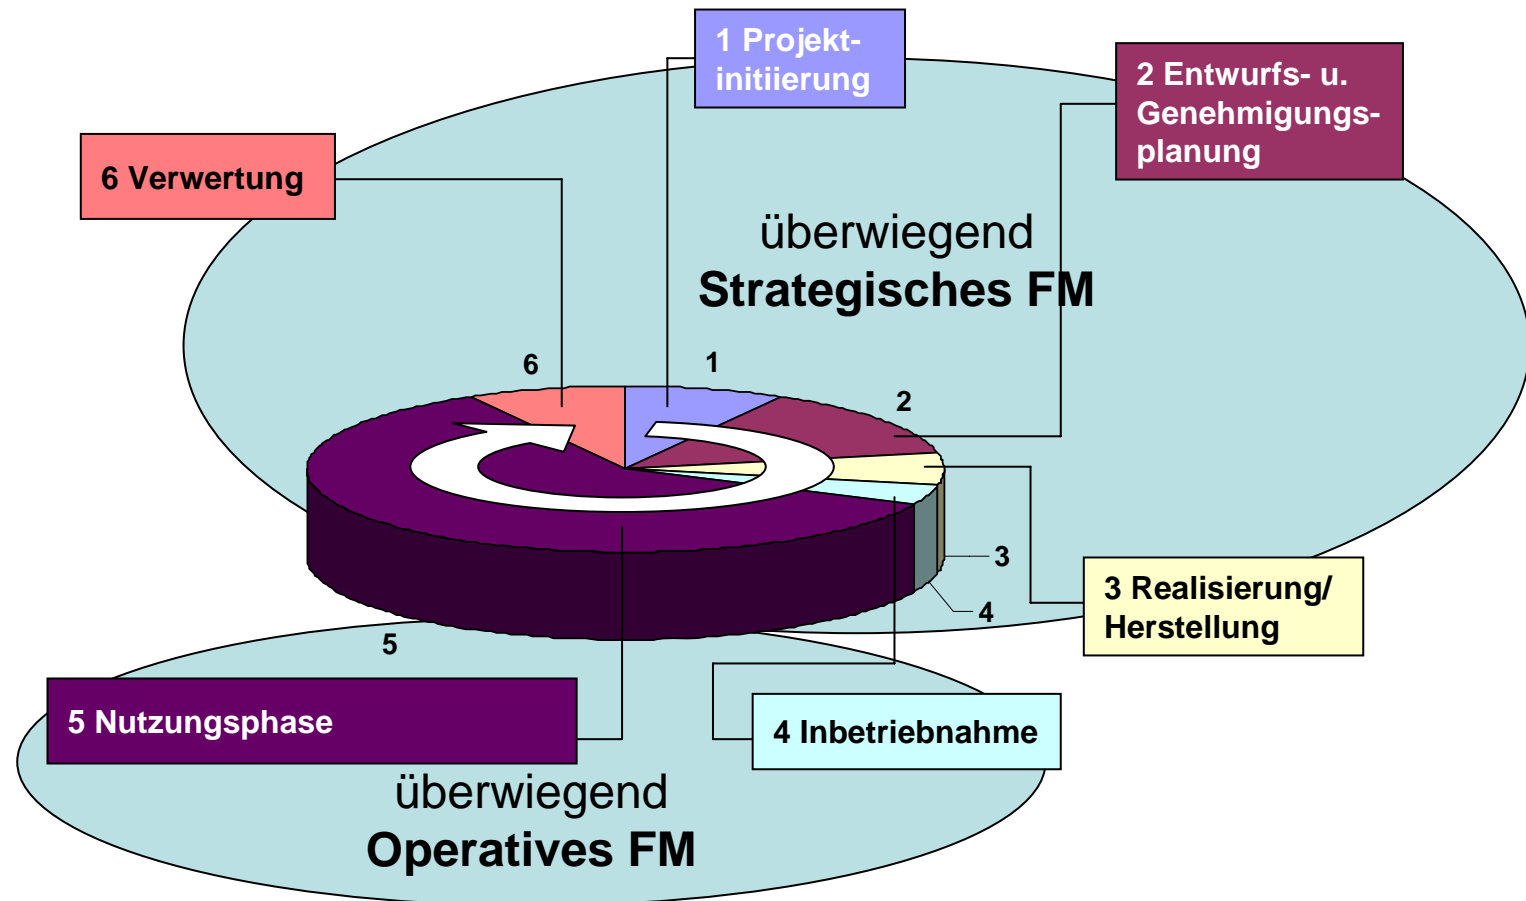 1 Projekt-
initiierung
2 Entwurfs- u.
Genehmigungs-
planung
6 Verwertung
überwiegend
Strategisches FM
6
1
2
3
4
5
3 Realisierung/
Herstellung
5 Nutzungsphase
4 Inbetriebnahme
überwiegend
Operatives FM